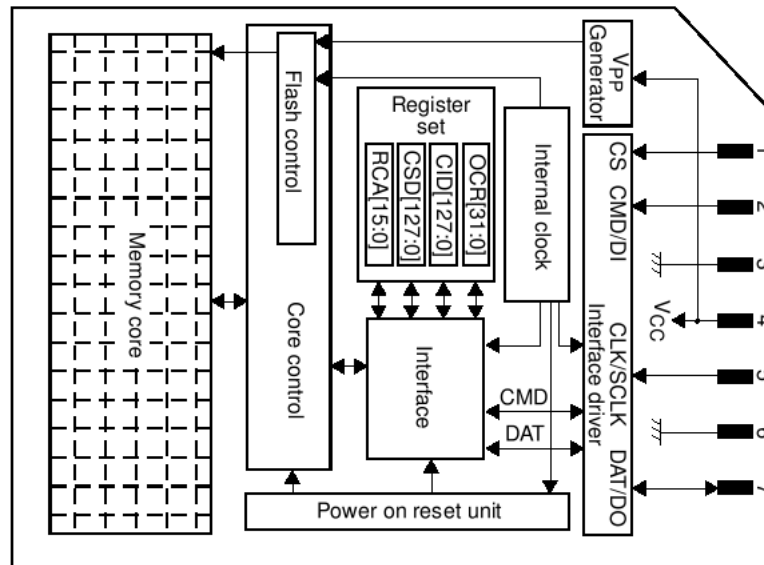 VPP
Generator
Flash control
Register
set
RCA[15:0]
CSD[127:0]
CID[127:0]
OCR[31:0]
Internal clock
CS
CMD/DI
CLK/SCLK
DAT/DO
Interface driver
1
2
3
4
5
6
7
VCC
Memory core
Core control
Interface
CMD
DAT
Power on reset unit